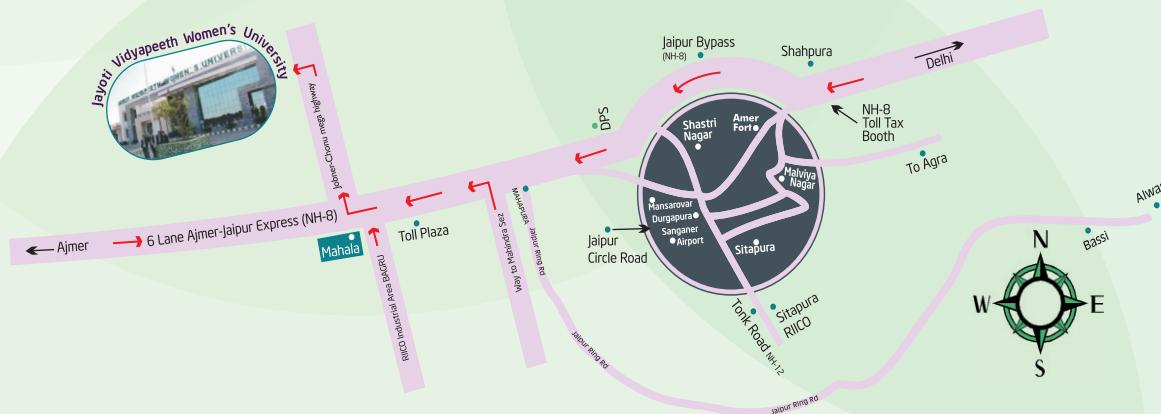 Jayoti Vidyapeeth Women's University
Jobner-Chomu mega highway
Ajmer
6 Lane Ajmer-Jaipur Express (NH-8)
Mahala
RIICO Industrial Area BAGRU
Toll Plaza
Way to Mahindra Sez
MAHAPURA
Jaipur Ring Rd
Jaipur Ring Rd
Jaipur Ring Rd
DPS
Jaipur Bypass
(NH-8)
Shahpura
Delhi
NH-8
Toll Tax
Booth
To Agra
Shastri
Nagar
Amer
Fort
Malviya
Nagar
Mansarovar
Durgapura
Sanganer
Airport
Sitapura
Jaipur
Circle Road
Tonk Road NH-12
Sitapura
RIICO
Bassi
Alwa
N
W
E
S